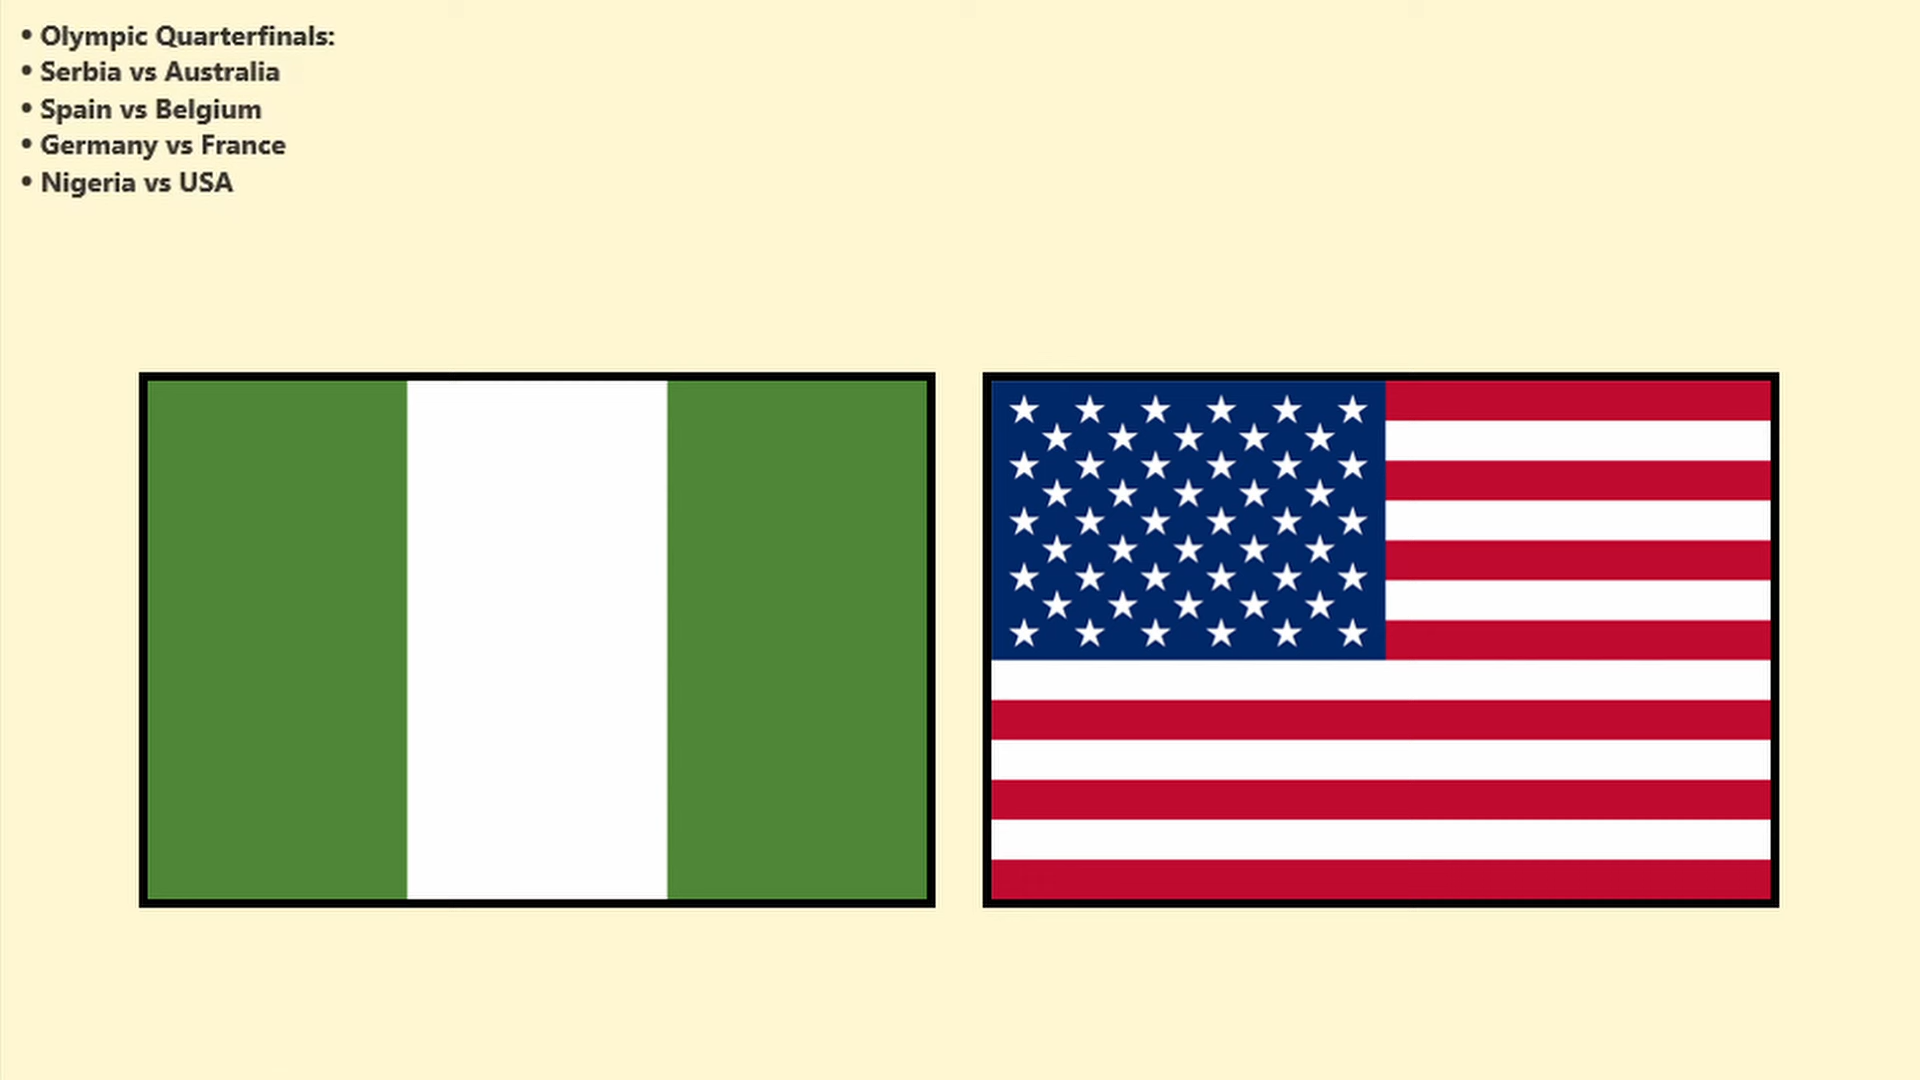 • Olympic Quarterfinals:
• Serbia vs Australia
• Spain vs Belgium
• Germany vs France
• Nigeria vs USA